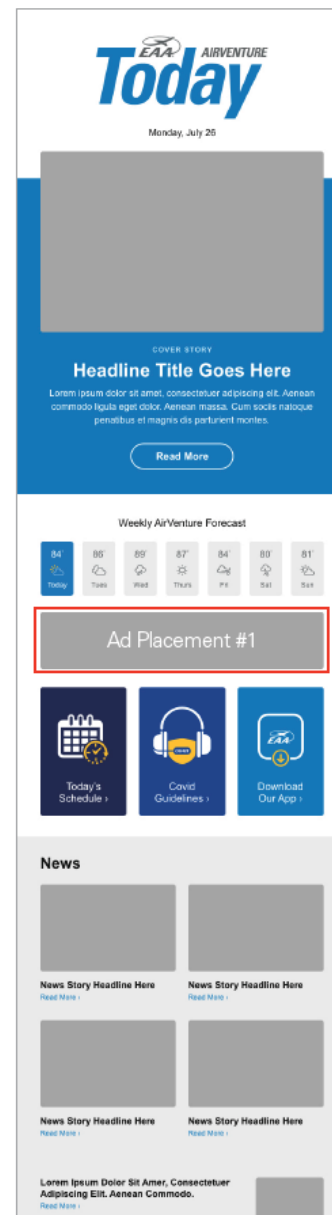 EAA AIRVENTURE
Today
Monday, July 26
COVER STORY
Headline Title Goes Here
Lorem ipsum dolor sit amet, consectetuer adipiscing elit. Aenean
commodo ligula eget dolor. Aenean massa. Cum sociis natoque
penatibus et magnis dis parturient montes.
Read More
Weekly AirVenture Forecast
84° 86° 89° 87° 84° 80° 81°
Today Tues Wed Thurs Fri Sat Sun
Ad Placement #1
COVID
EAA
Today's
Schedule ›
Covid
Guidelines ›
Download
Our App ›
News
News Story Headline Here
Read More ›
News Story Headline Here
Read More ›
News Story Headline Here
Read More ›
News Story Headline Here
Read More ›
Lorem Ipsum Dolor Sit Amer, Consectetuer
Adipiscing Elit. Aenean Commodo.
Read More ›